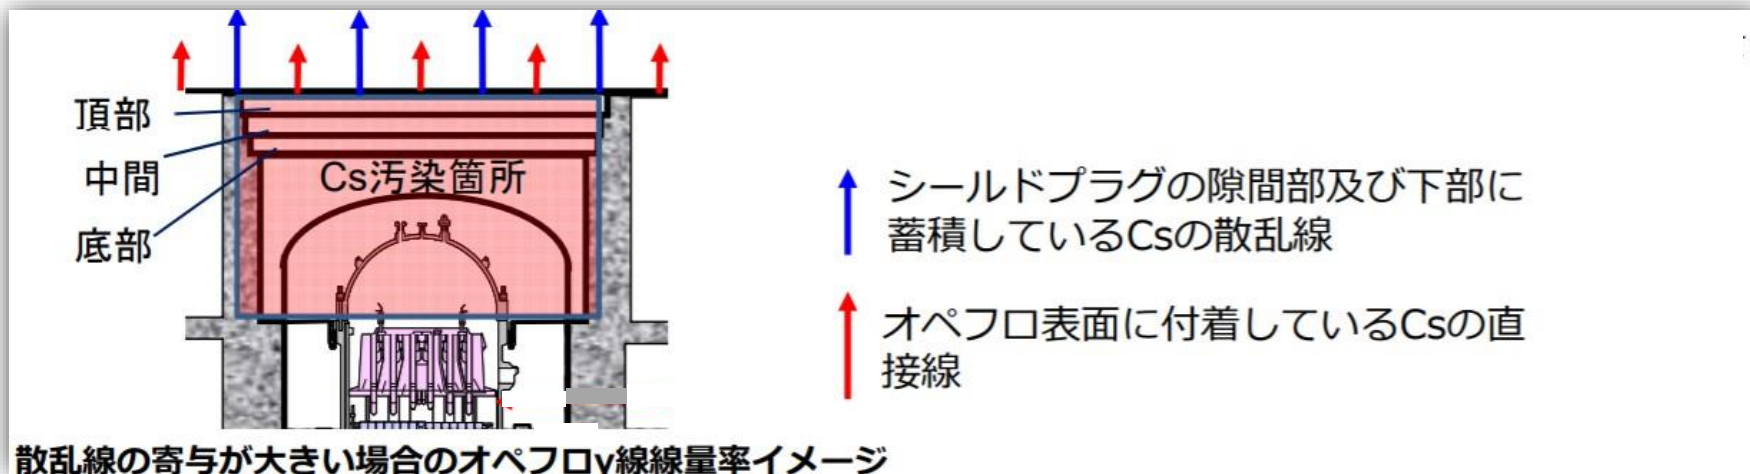 頂部
中間
底部
Cs汚染箇所
シールドプラグの隙間部及び下部に
蓄積しているCsの散乱線
オペフロ表面に付着しているCsの直
接線
散乱線の寄与が大きい場合のオペフロγ線線量率イメージ